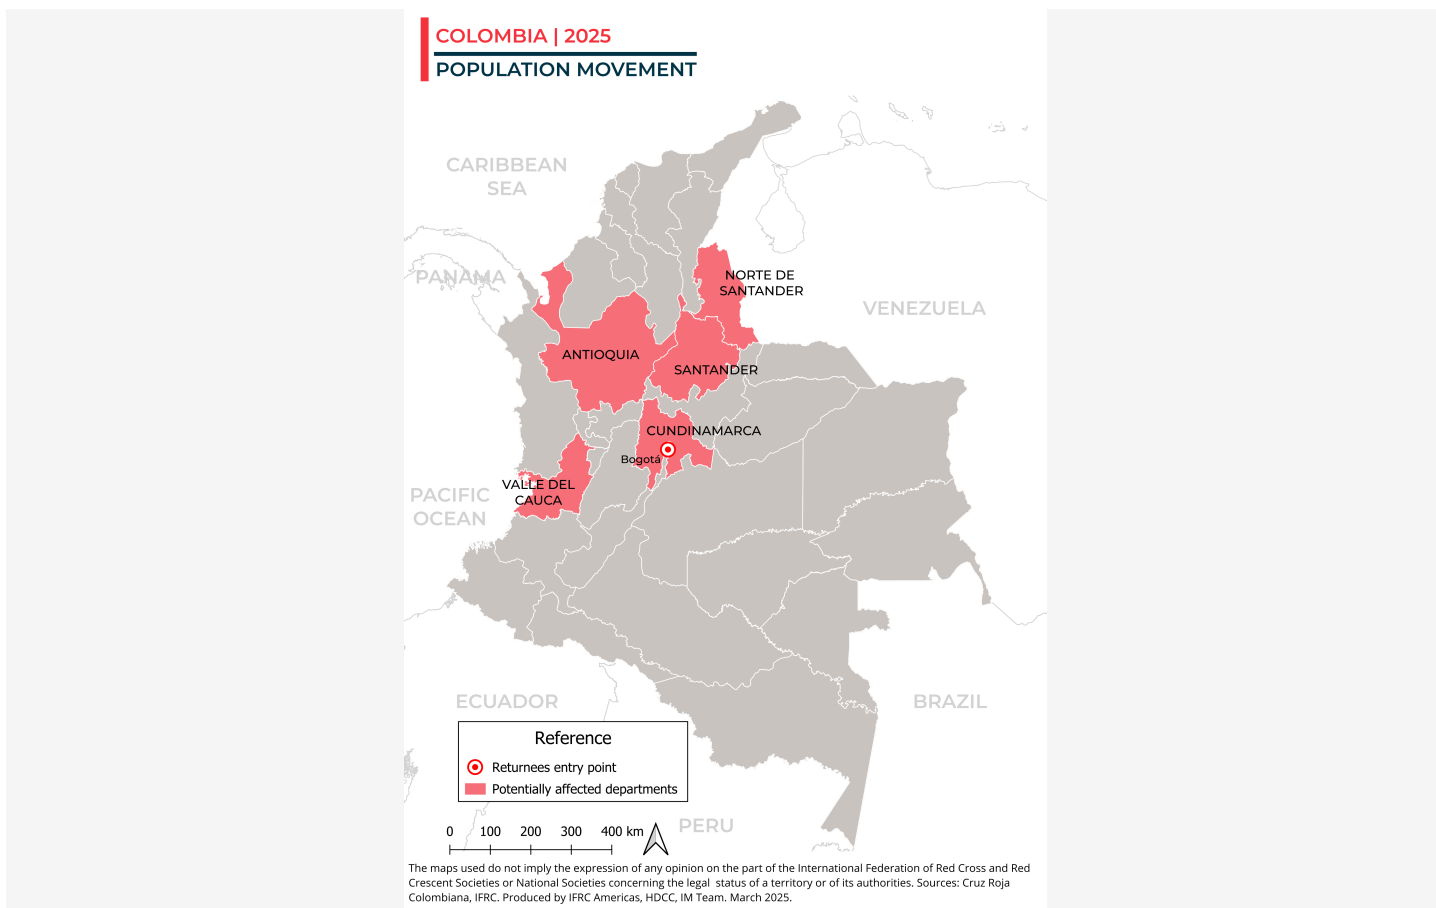 COLOMBIA | 2025
POPULATION MOVEMENT
CARIBBEAN
SEA
PANAMA
NORTE DE
SANTANDER
VENEZUELA
ANTIOQUIA
SANTANDER
CUNDINAMARCA
Bogotá
VALLE DEL
CAUCA
PACIFIC
OCEAN
ECUADOR
BRAZIL
Reference
Returnees entry point
Potentially affected departments
0 100 200 300 400 km
PERU
The maps used do not imply the expression of any opinion on the part of the International Federation of Red Cross and Red
Crescent Societies or National Societies concerning the legal status of a territory or of its authorities. Sources: Cruz Roja
Colombiana, IFRC. Produced by IFRC Americas, HDCC, IM Team. March 2025.